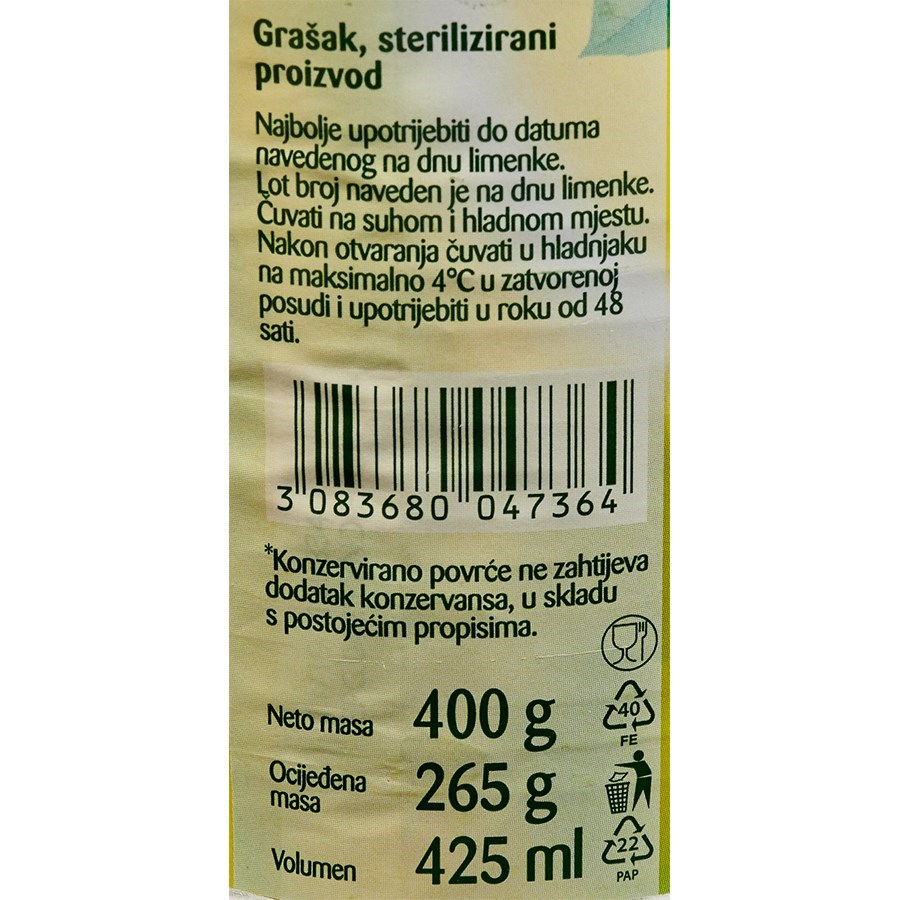 Grašak, sterilizirani
proizvod
Najbolje upotrijebiti do datuma
navedenog na dnu limenke.
Lot broj naveden je na dnu limenke.
Čuvati na suhom i hladnom mjestu.
Nakon otvaranja čuvati u hladnjaku
na maksimalno 4°C u zatvorenoj
posudi i upotrijebiti u roku od 48
sati.
3 083680 047364
*Konzervirano povrće ne zahtijeva
dodatak konzervansa, u skladu
s postojećim propisima.
Neto masa 400 g
40
FE
Ocijeđena
masa 265 g
Volumen 425 ml
22
PAP